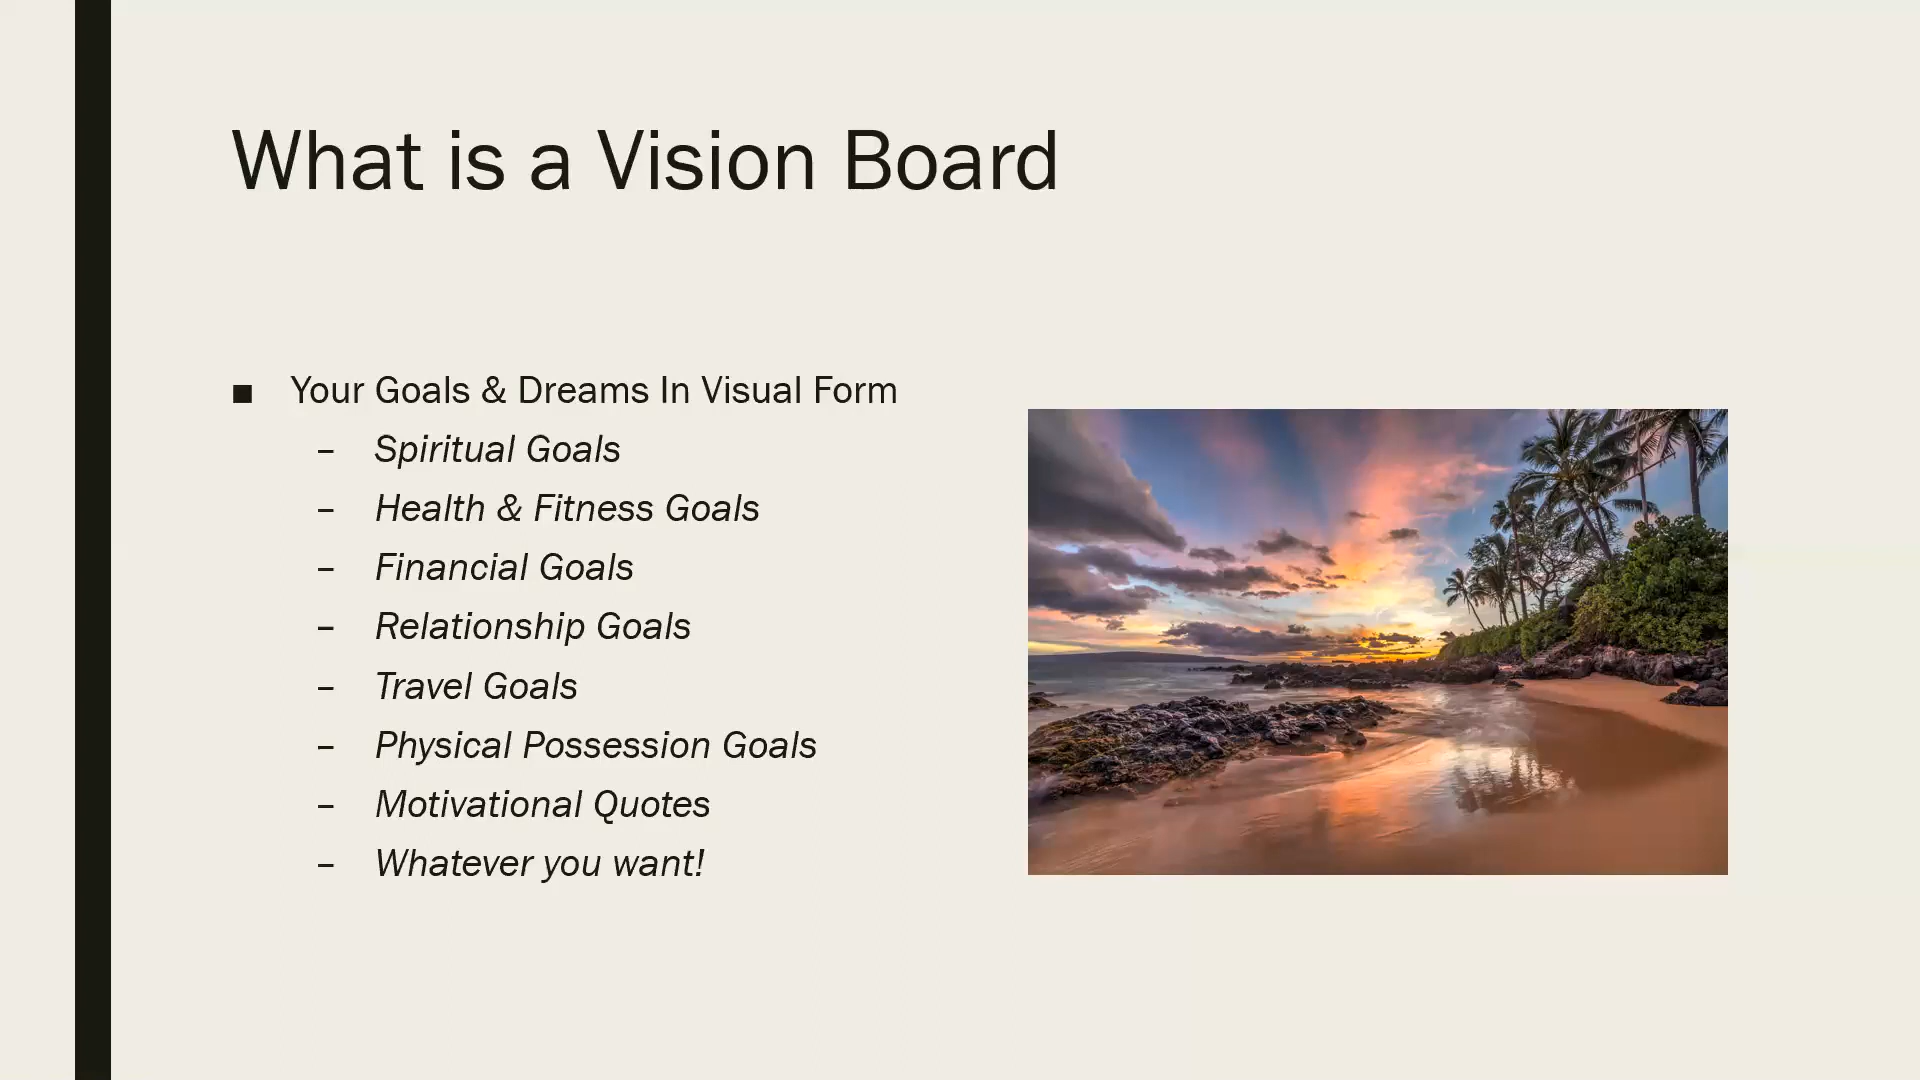 What is a Vision Board
■ Your Goals & Dreams In Visual Form
– Spiritual Goals
– Health & Fitness Goals
– Financial Goals
– Relationship Goals
– Travel Goals
– Physical Possession Goals
– Motivational Quotes
– Whatever you want!